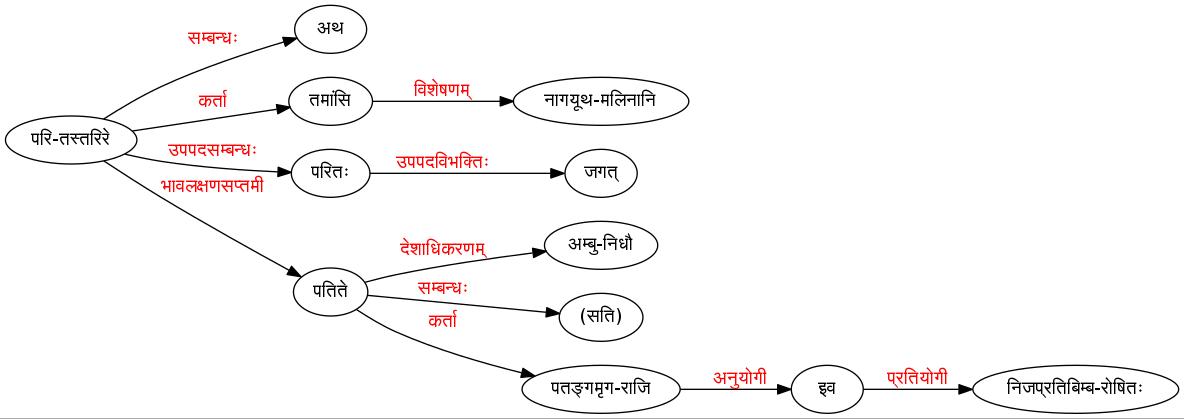 अथ
सम्बन्धः
तमांसि
विशेषणम्
नागयूथ-मलिनानि
कर्ता
परि-तस्तरिरे
उपपदसम्बन्धः
परितः
उपपदविभक्तिः
जगत्
भावलक्षणसप्तमी
देशाधिकरणम्
अम्बु-निधौ
पतिते
सम्बन्धः
(सति)
कर्ता
पतङ्गमृग-राजि
अनुयोगी
इव
प्रतियोगी
निजप्रतिबिम्ब-रोषितः